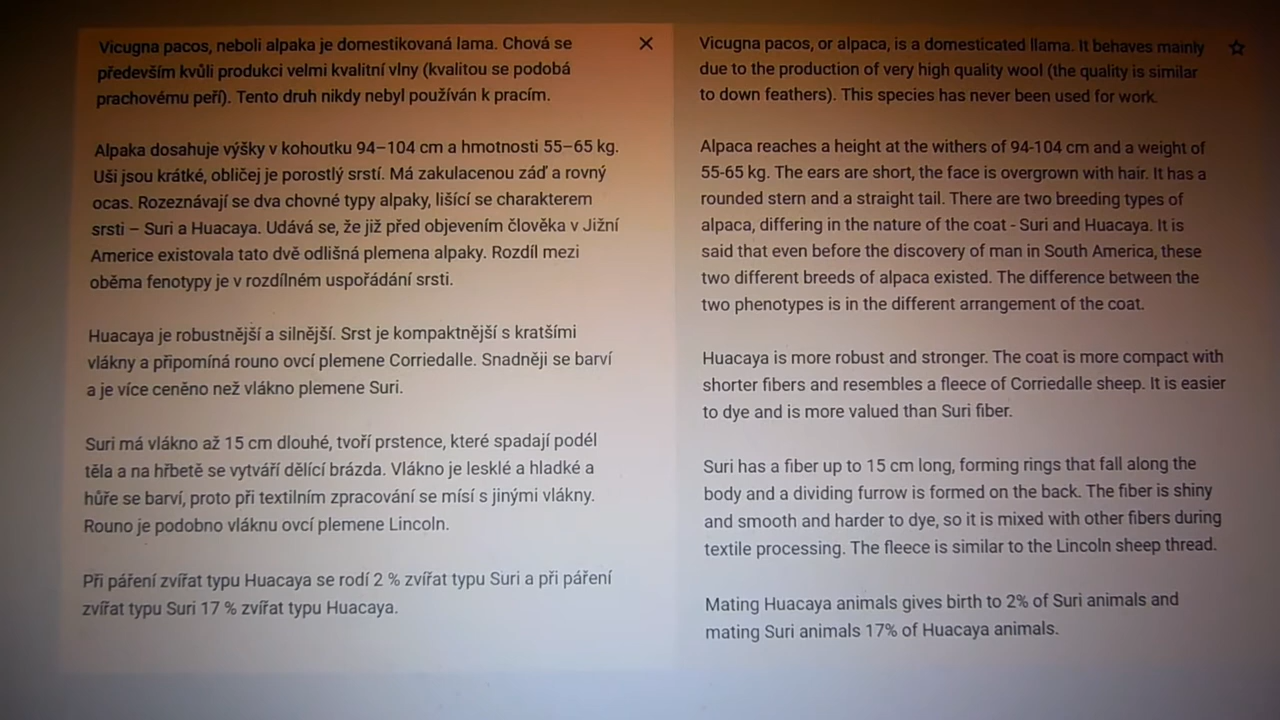 Vicugna pacos, neboli alpaka je domestikovaná lama. Chová se
především kvůli produkci velmi kvalitní vlny (kvalitou se podobá
prachovému peří). Tento druh nikdy nebyl používán k pracím.
Alpaka dosahuje výšky v kohoutku 94–104 cm a hmotnosti 55–65 kg.
Uši jsou krátké, obličej je porostlý srstí. Má zakulacenou záď a rovný
ocas. Rozeznávají se dva chovné typy alpaky, lišící se charakterem
srsti – Suri a Huacaya. Udává se, že již před objevením člověka v Jižní
Americe existovala tato dvě odlišná plemena alpaky. Rozdíl mezi
oběma fenotypy je v rozdílném uspořádání srsti.
Huacaya je robustnější a silnější. Srst je kompaktnější s kratšími
vlákny a připomíná rouno ovcí plemene Corriedalle. Snadněji se barví
a je více ceněno než vlákno plemene Suri.
Suri má vlákno až 15 cm dlouhé, tvoří prstence, které spadají podél
těla a na hřbetě se vytváří dělící brázda. Vlákno je lesklé a hladké a
hůře se barví, proto při textilním zpracování se mísí s jinými vlákny.
Rouno je podobno vláknu ovcí plemene Lincoln.
Při páření zvířat typu Huacaya se rodí 2 % zvířat typu Suri a při páření
zvířat typu Suri 17 % zvířat typu Huacaya.
Vicugna pacos, or alpaca, is a domesticated llama. It behaves mainly
due to the production of very high quality wool (the quality is similar
to down feathers). This species has never been used for work.
Alpaca reaches a height at the withers of 94-104 cm and a weight of
55-65 kg. The ears are short, the face is overgrown with hair. It has a
rounded stern and a straight tail. There are two breeding types of
alpaca, differing in the nature of the coat - Suri and Huacaya. It is
said that even before the discovery of man in South America, these
two different breeds of alpaca existed. The difference between the
two phenotypes is in the different arrangement of the coat.
Huacaya is more robust and stronger. The coat is more compact with
shorter fibers and resembles a fleece of Corriedalle sheep. It is easier
to dye and is more valued than Suri fiber.
Suri has a fiber up to 15 cm long, forming rings that fall along the
body and a dividing furrow is formed on the back. The fiber is shiny
and smooth and harder to dye, so it is mixed with other fibers during
textile processing. The fleece is similar to the Lincoln sheep thread.
Mating Huacaya animals gives birth to 2% of Suri animals and
mating Suri animals 17% of Huacaya animals.